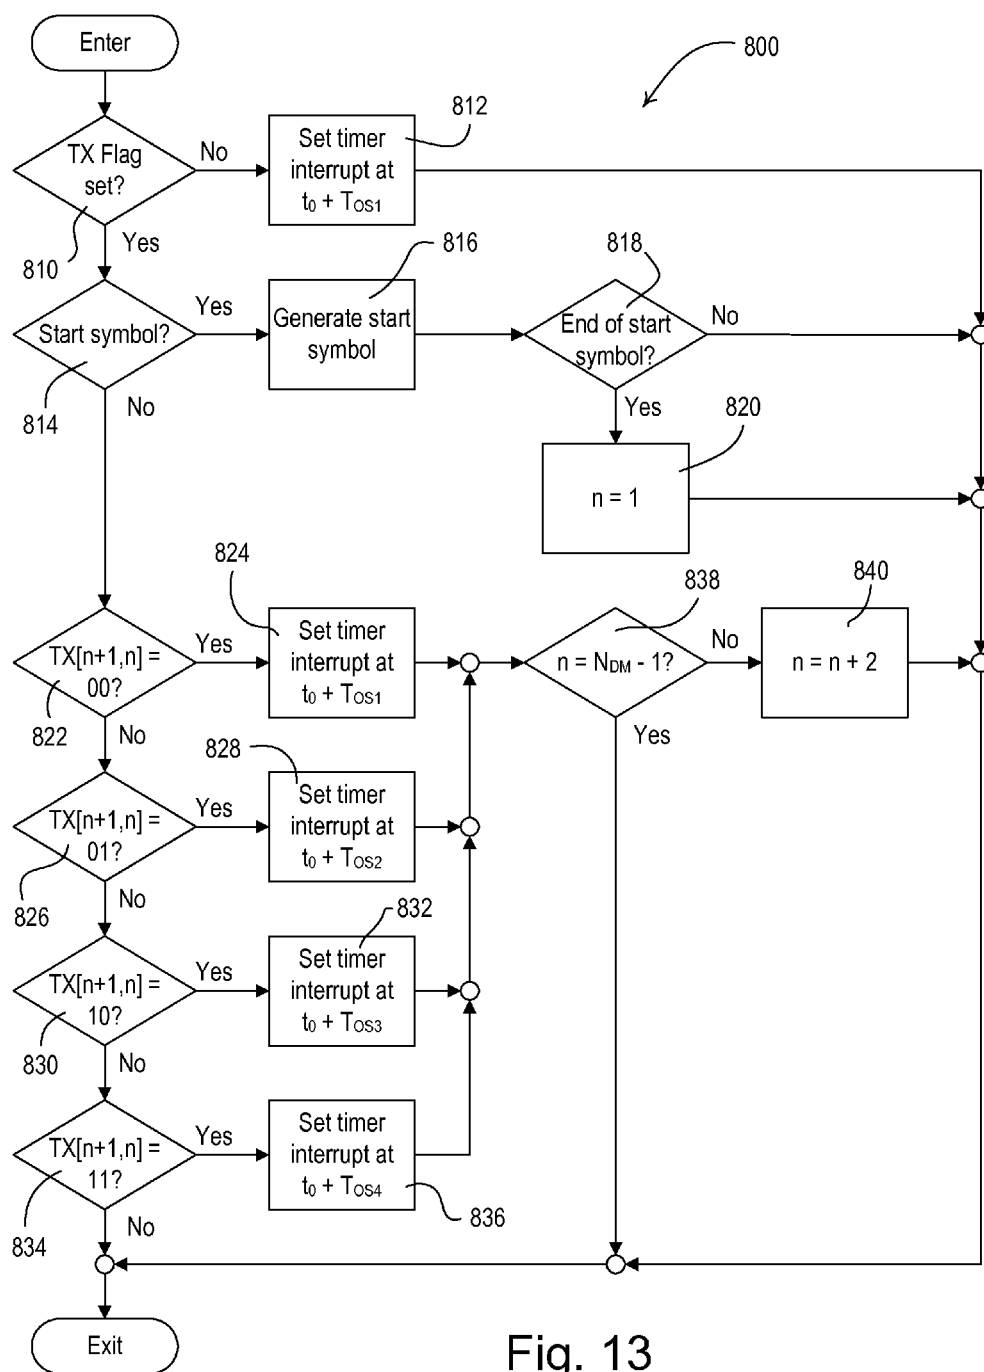 Enter
800
812
TX Flag
set?
No
Set timer
interrupt at
t₀ + TOS1
810
Yes
816
818
Start symbol?
Yes
Generate start
symbol
End of start
symbol?
No
814
No
Yes
820
n = 1
824
838
840
TX[n+1,n] =
00?
Yes
Set timer
interrupt at
t₀ + TOS1
n = NDM - 1?
No
n = n + 2
822
No
Yes
828
TX[n+1,n] =
01?
Yes
Set timer
interrupt at
t₀ + TOS2
826
No
832
TX[n+1,n] =
10?
Yes
Set timer
interrupt at
t₀ + TOS3
830
No
TX[n+1,n] =
11?
Yes
Set timer
interrupt at
t₀ + TOS4
836
834
No
Exit
Fig. 13